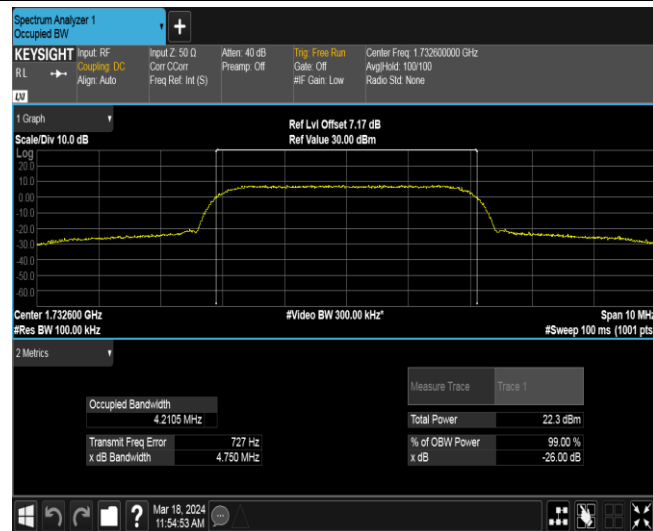 Spectrum Analyzer 1
Occupied BW
+
KEYSIGHT Input: RF Input Z: 50 Ω Atten: 40 dB Trig: Free Run Center Freq: 1.732600000 GHz
RL Coupling: DC Corr CCorr Preamp: Off Gate: Off Avg|Hold: 100/100
Align: Auto Freq Ref: Int (S) #IF Gain: Low Radio Std: None
LXI
1 Graph
Ref Lvl Offset 7.17 dB
Scale/Div 10.0 dB Ref Value 30.00 dBm
Log
20.0
10.0
0.00
-10.0
-20.0
-30.0
-40.0
-50.0
-60.0
Center 1.732600 GHz #Video BW 300.00 kHz* Span 10 MHz
#Res BW 100.00 kHz #Sweep 100 ms (1001 pts
2 Metrics
Measure Trace Trace 1
Occupied Bandwidth
4.2105 MHz Total Power 22.3 dBm
Transmit Freq Error 727 Hz % of OBW Power 99.00 %
x dB Bandwidth 4.750 MHz x dB -26.00 dB
? Mar 18, 2024
11:54:53 AM